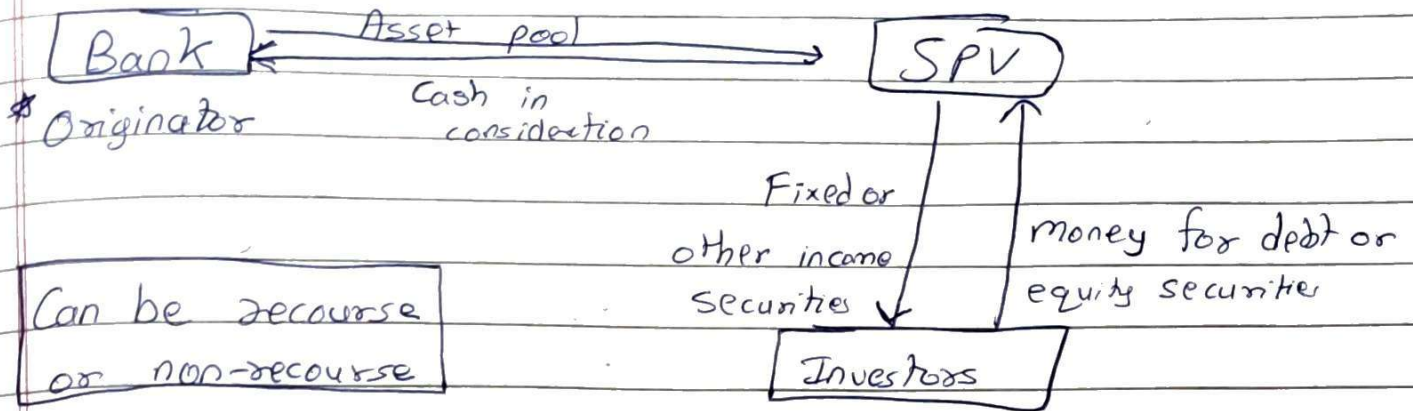 Bank
Asset pool
SPV
* Originator
Cash in
consideration
Fixed or
other income
securities
money for debt or
equity securities
Can be recourse
or non-recourse
Investors